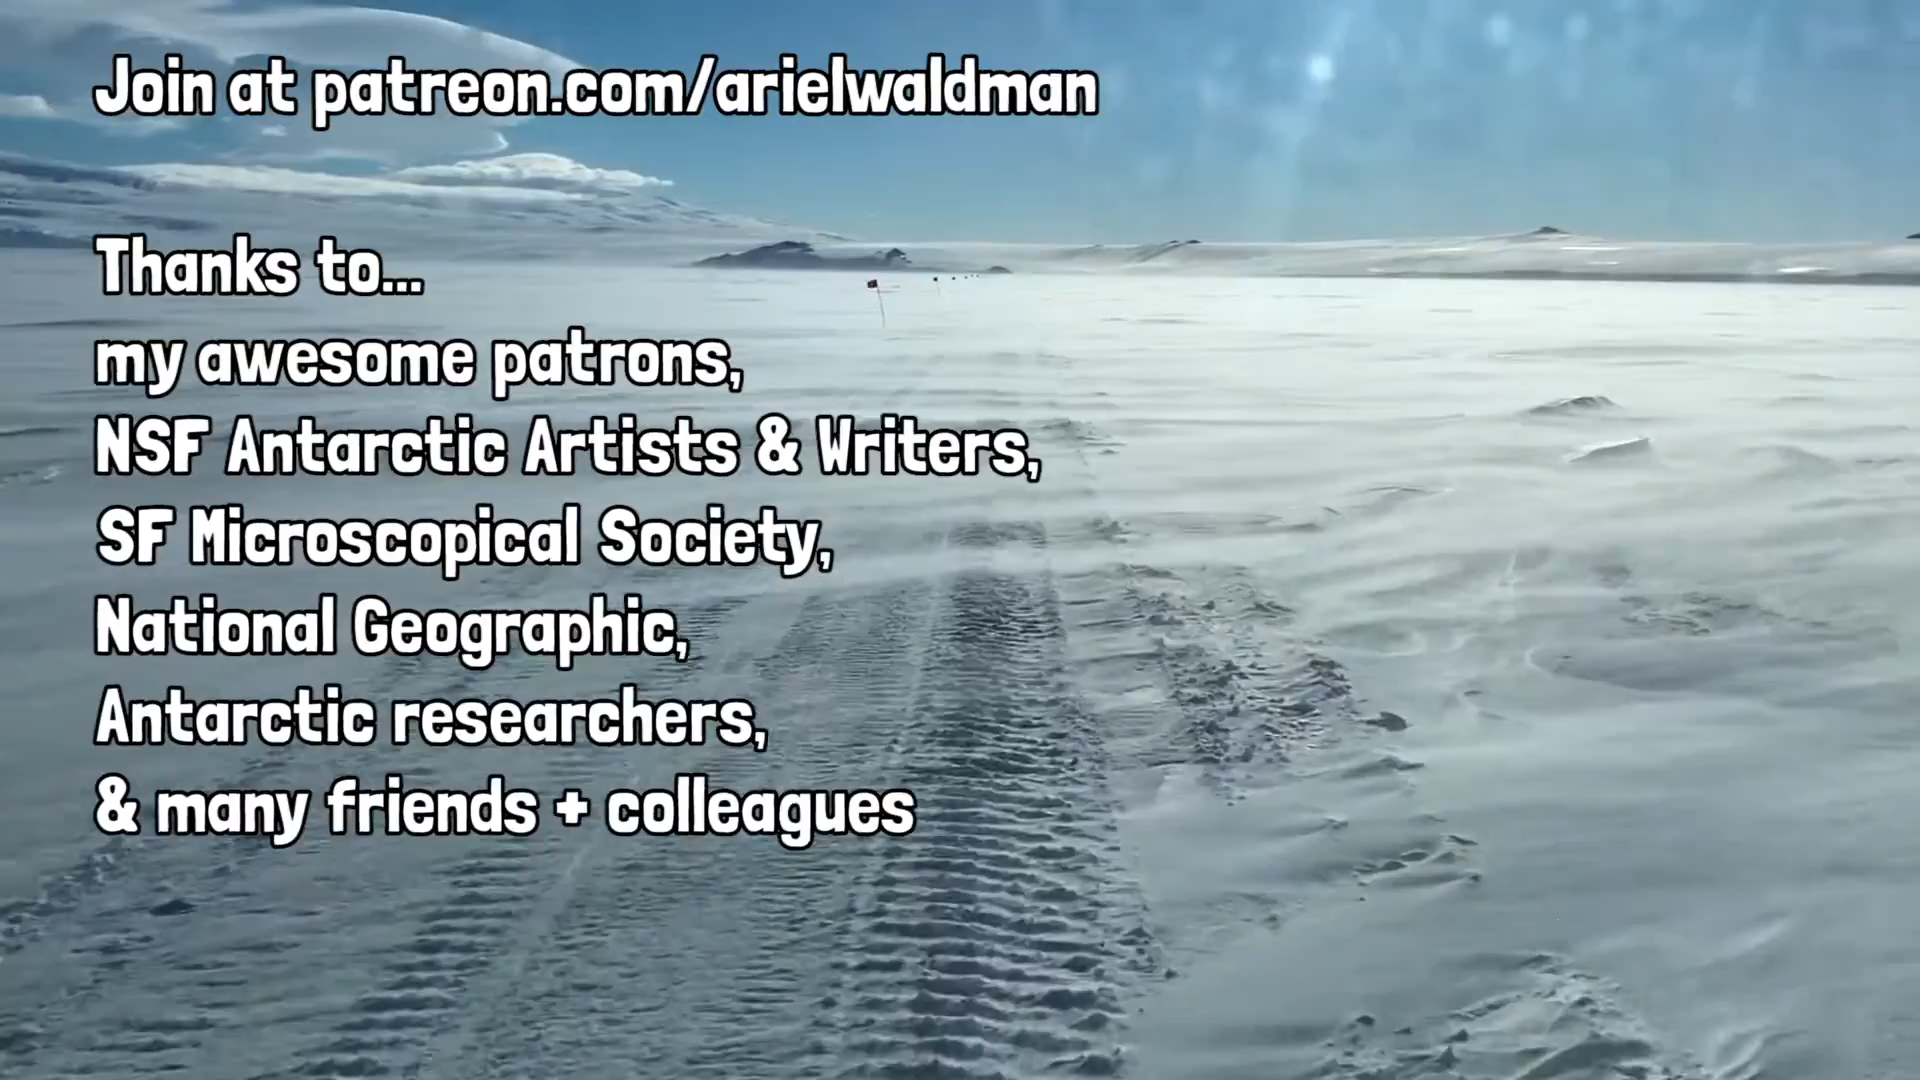 Join at patreon.com/arielwaldman
Thanks to...
my awesome patrons,
NSF Antarctic Artists & Writers,
SF Microscopical Society,
National Geographic,
Antarctic researchers,
& many friends + colleagues